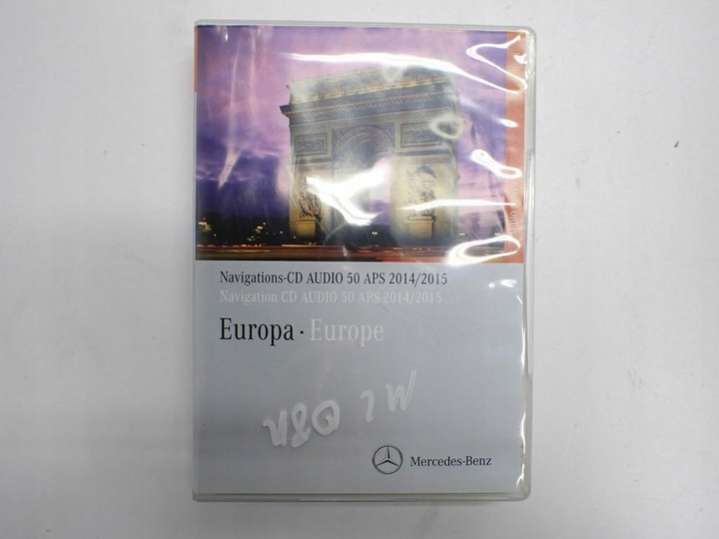 Navigations-CD AUDIO 50 APS 2014/2015
Navigation CD AUDIO 50 APS 2014/2015
Europa · Europe
Mercedes-Benz